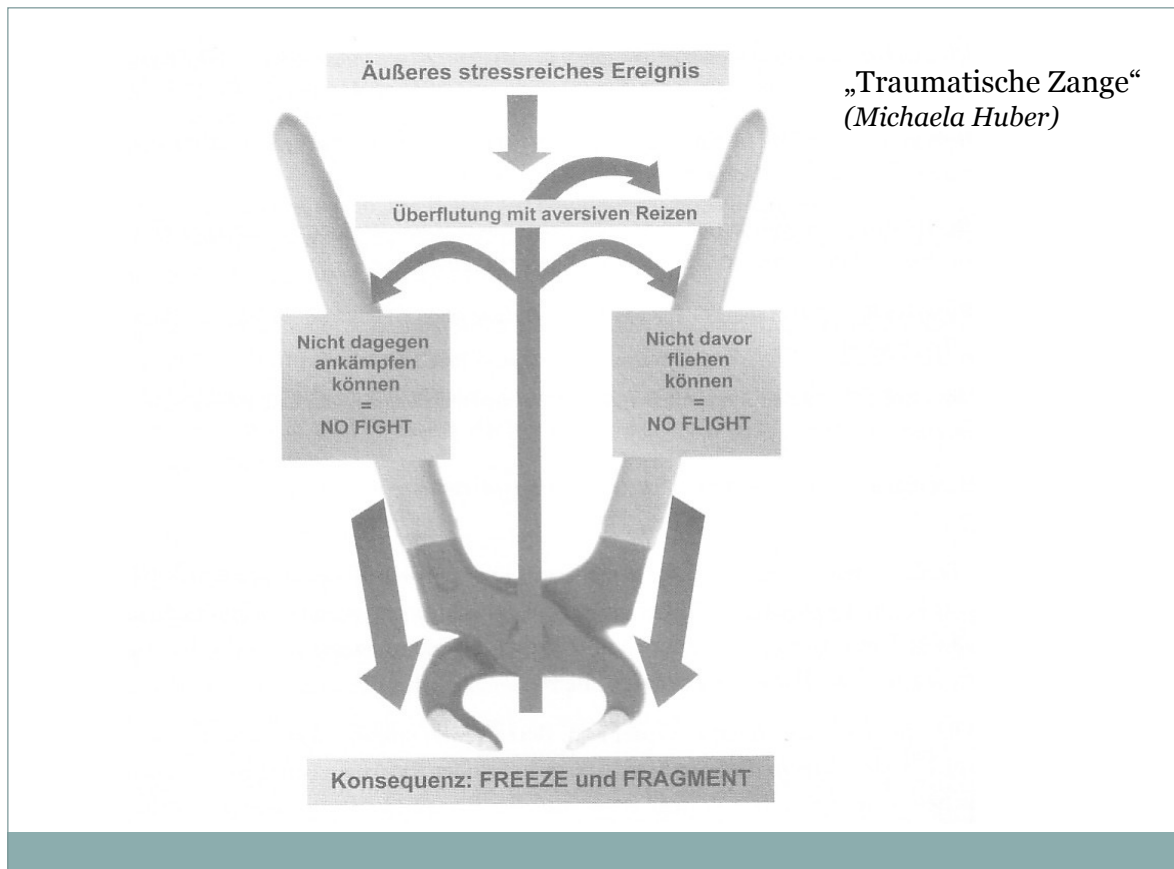 Äußeres stressreiches Ereignis
„Traumatische Zange“
(Michaela Huber)
Überflutung mit aversiven Reizen
Nicht dagegen
ankämpfen
können
=
NO FIGHT
Nicht davor
fliehen
können
=
NO FLIGHT
Konsequenz: FREEZE und FRAGMENT